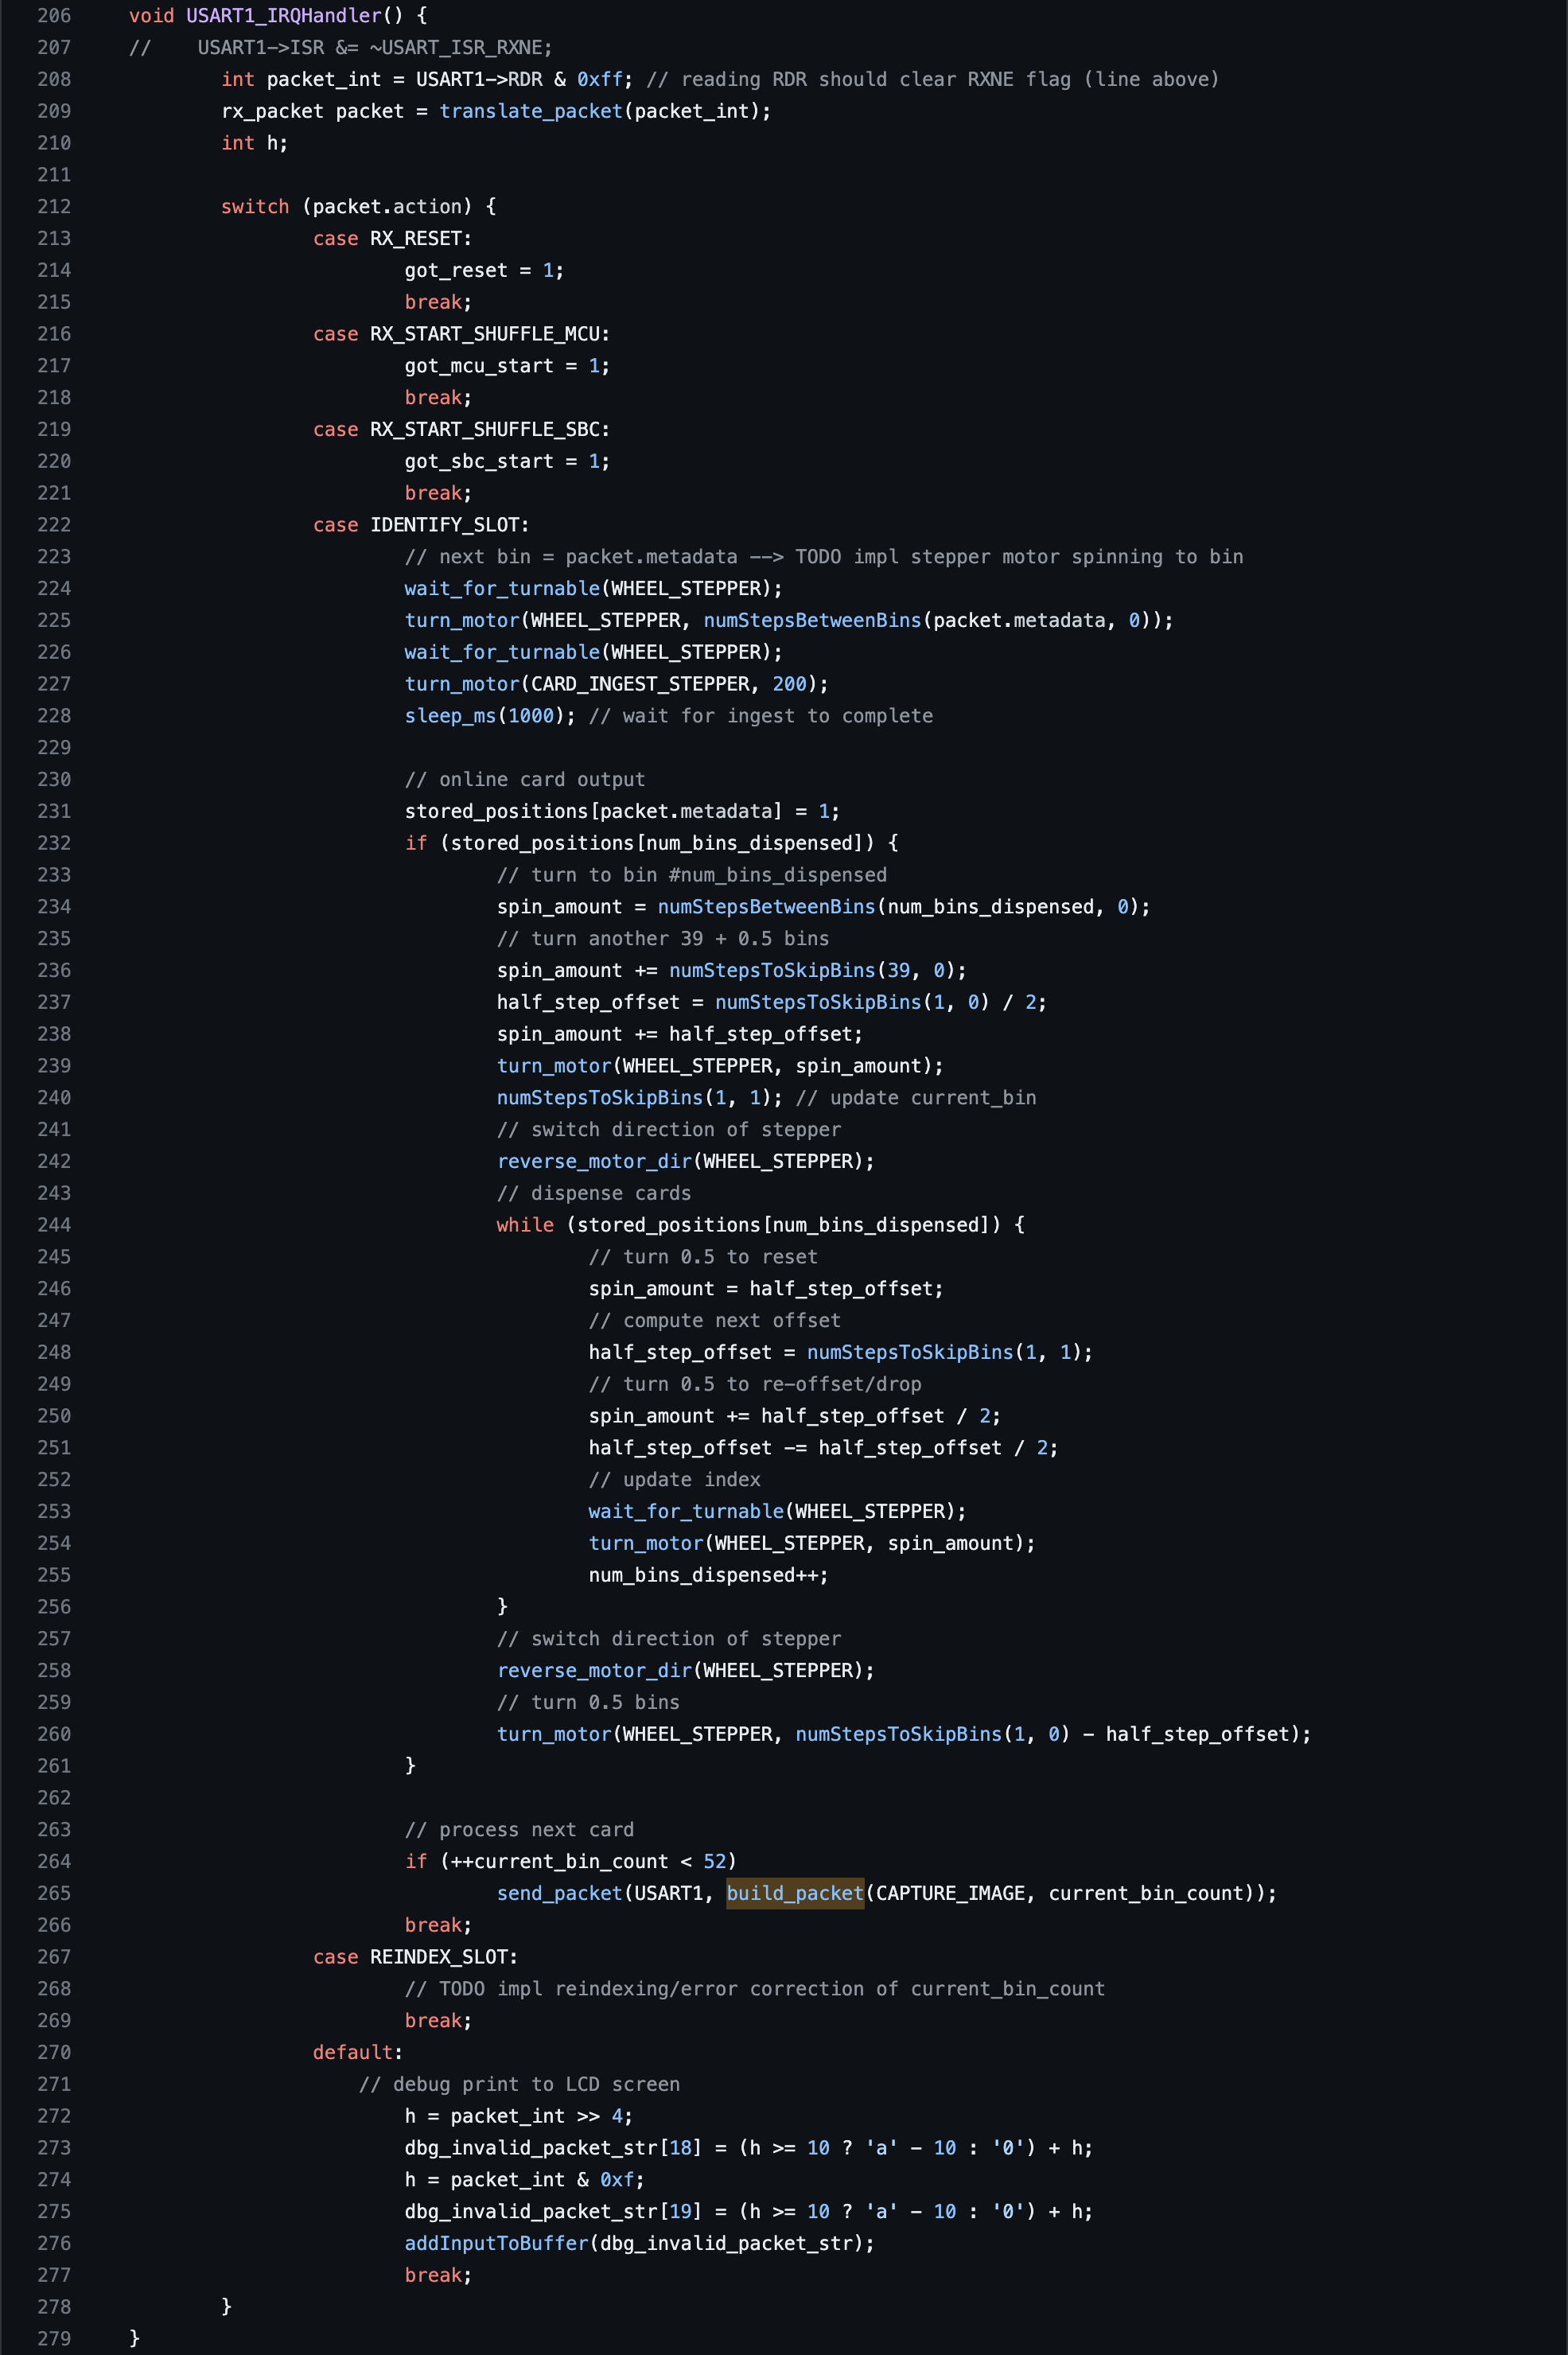 206 void USART1_IRQHandler() {
207 //    USART1->ISR &= ~USART_ISR_RXNE;
208         int packet_int = USART1->RDR & 0xff; // reading RDR should clear RXNE flag (line above)
209         rx_packet packet = translate_packet(packet_int);
210         int h;
211
212         switch (packet.action) {
213                 case RX_RESET:
214                         got_reset = 1;
215                         break;
216                 case RX_START_SHUFFLE_MCU:
217                         got_mcu_start = 1;
218                         break;
219                 case RX_START_SHUFFLE_SBC:
220                         got_sbc_start = 1;
221                         break;
222                 case IDENTIFY_SLOT:
223                         // next bin = packet.metadata --> TODO impl stepper motor spinning to bin
224                         wait_for_turnable(WHEEL_STEPPER);
225                         turn_motor(WHEEL_STEPPER, numStepsBetweenBins(packet.metadata, 0));
226                         wait_for_turnable(WHEEL_STEPPER);
227                         turn_motor(CARD_INGEST_STEPPER, 200);
228                         sleep_ms(1000); // wait for ingest to complete
229
230                         // online card output
231                         stored_positions[packet.metadata] = 1;
232                         if (stored_positions[num_bins_dispensed]) {
233                                 // turn to bin #num_bins_dispensed
234                                 spin_amount = numStepsBetweenBins(num_bins_dispensed, 0);
235                                 // turn another 39 + 0.5 bins
236                                 spin_amount += numStepsToSkipBins(39, 0);
237                                 half_step_offset = numStepsToSkipBins(1, 0) / 2;
238                                 spin_amount += half_step_offset;
239                                 turn_motor(WHEEL_STEPPER, spin_amount);
240                                 numStepsToSkipBins(1, 1); // update current_bin
241                                 // switch direction of stepper
242                                 reverse_motor_dir(WHEEL_STEPPER);
243                                 // dispense cards
244                                 while (stored_positions[num_bins_dispensed]) {
245                                         // turn 0.5 to reset
246                                         spin_amount = half_step_offset;
247                                         // compute next offset
248                                         half_step_offset = numStepsToSkipBins(1, 1);
249                                         // turn 0.5 to re-offset/drop
250                                         spin_amount += half_step_offset / 2;
251                                         half_step_offset -= half_step_offset / 2;
252                                         // update index
253                                         wait_for_turnable(WHEEL_STEPPER);
254                                         turn_motor(WHEEL_STEPPER, spin_amount);
255                                         num_bins_dispensed++;
256                                 }
257                                 // switch direction of stepper
258                                 reverse_motor_dir(WHEEL_STEPPER);
259                                 // turn 0.5 bins
260                                 turn_motor(WHEEL_STEPPER, numStepsToSkipBins(1, 0) - half_step_offset);
261                         }
262
263                         // process next card
264                         if (++current_bin_count < 52)
265                                 send_packet(USART1, build_packet(CAPTURE_IMAGE, current_bin_count));
266                         break;
267                 case REINDEX_SLOT:
268                         // TODO impl reindexing/error correction of current_bin_count
269                         break;
270                 default:
271                     // debug print to LCD screen
272                         h = packet_int >> 4;
273                         dbg_invalid_packet_str[18] = (h >= 10 ? 'a' - 10 : '0') + h;
274                         h = packet_int & 0xf;
275                         dbg_invalid_packet_str[19] = (h >= 10 ? 'a' - 10 : '0') + h;
276                         addInputToBuffer(dbg_invalid_packet_str);
277                         break;
278         }
279 }